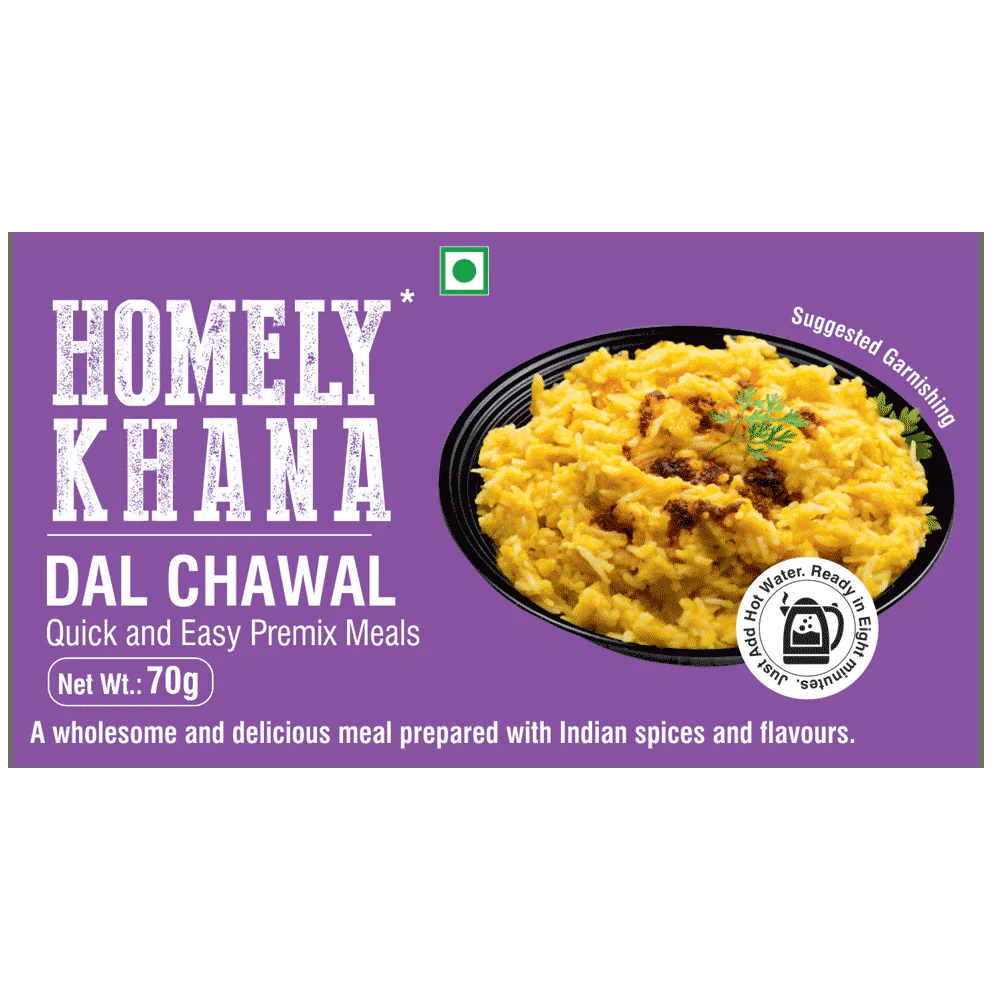 HOMELY*
KHANA
DAL CHAWAL
Quick and Easy Premix Meals
Net Wt.: 70g
Suggested Garnishing
Just Add Hot Water. Ready in Eight minutes.
A wholesome and delicious meal prepared with Indian spices and flavours.